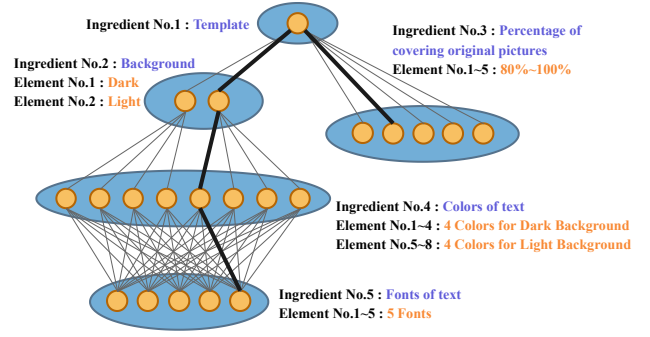 Ingredient No.1 : Template
Ingredient No.3 : Percentage of
covering original pictures
Element No.1~5 : 80%~100%
Ingredient No.2 : Background
Element No.1 : Dark
Element No.2 : Light
Ingredient No.4 : Colors of text
Element No.1~4 : 4 Colors for Dark Background
Element No.5~8 : 4 Colors for Light Background
Ingredient No.5 : Fonts of text
Element No.1~5 : 5 Fonts